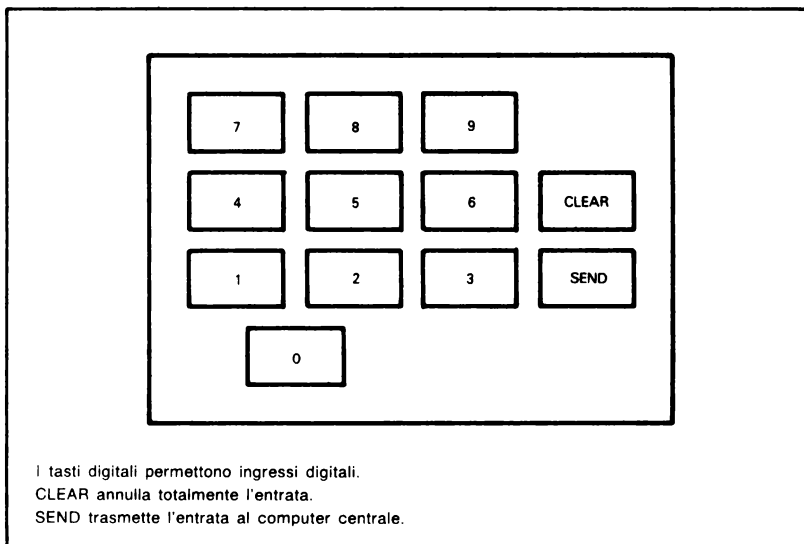 7 8 9
4 5 6 CLEAR
1 2 3 SEND
0
I tasti digitali permettono ingressi digitali.
CLEAR annulla totalmente l'entrata.
SEND trasmette l'entrata al computer centrale.